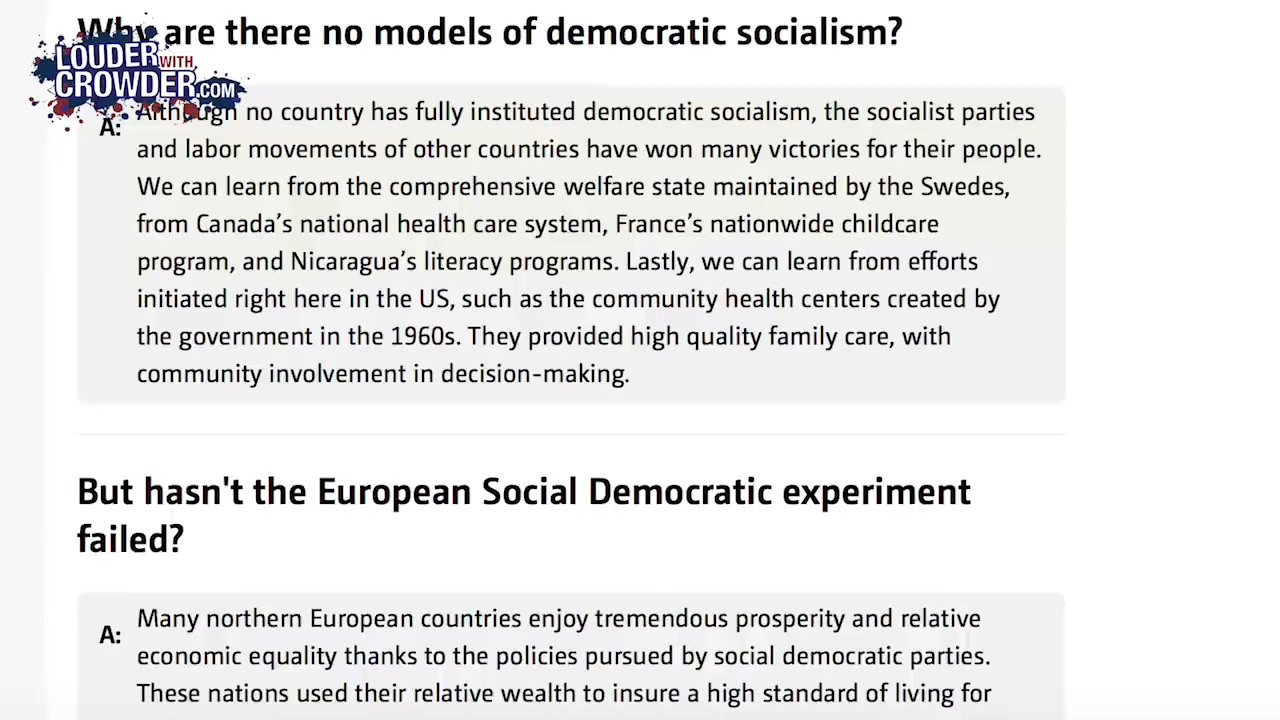 Why are there no models of democratic socialism?
LOUDER WITH
CROWDER.COM
A:
Although no country has fully instituted democratic socialism, the socialist parties
and labor movements of other countries have won many victories for their people.
We can learn from the comprehensive welfare state maintained by the Swedes,
from Canada's national health care system, France's nationwide childcare
program, and Nicaragua's literacy programs. Lastly, we can learn from efforts
initiated right here in the US, such as the community health centers created by
the government in the 1960s. They provided high quality family care, with
community involvement in decision-making.
But hasn't the European Social Democratic experiment
failed?
A:
Many northern European countries enjoy tremendous prosperity and relative
economic equality thanks to the policies pursued by social democratic parties.
These nations used their relative wealth to insure a high standard of living for